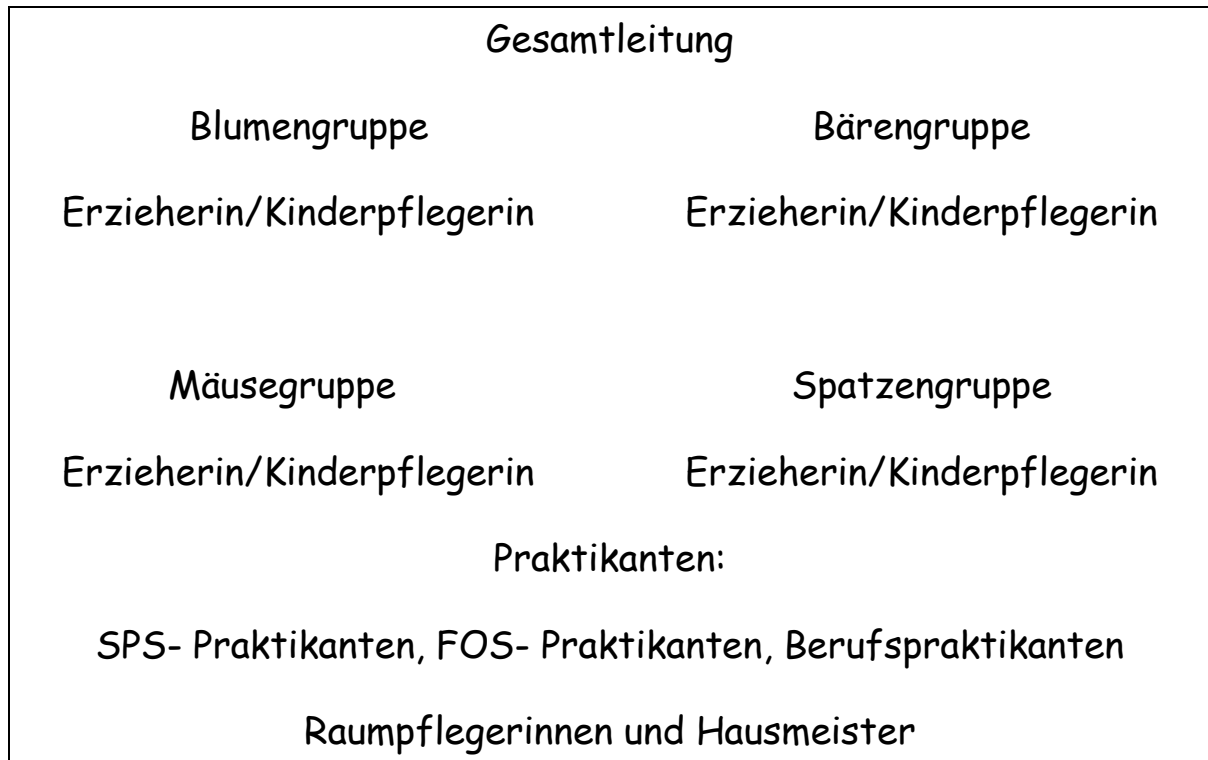 Gesamtleitung
Blumengruppe Bärengruppe
Erzieherin/Kinderpflegerin Erzieherin/Kinderpflegerin
Mäusegruppe Spatzengruppe
Erzieherin/Kinderpflegerin Erzieherin/Kinderpflegerin
Praktikanten:
SPS- Praktikanten, FOS- Praktikanten, Berufspraktikanten
Raumpflegerinnen und Hausmeister